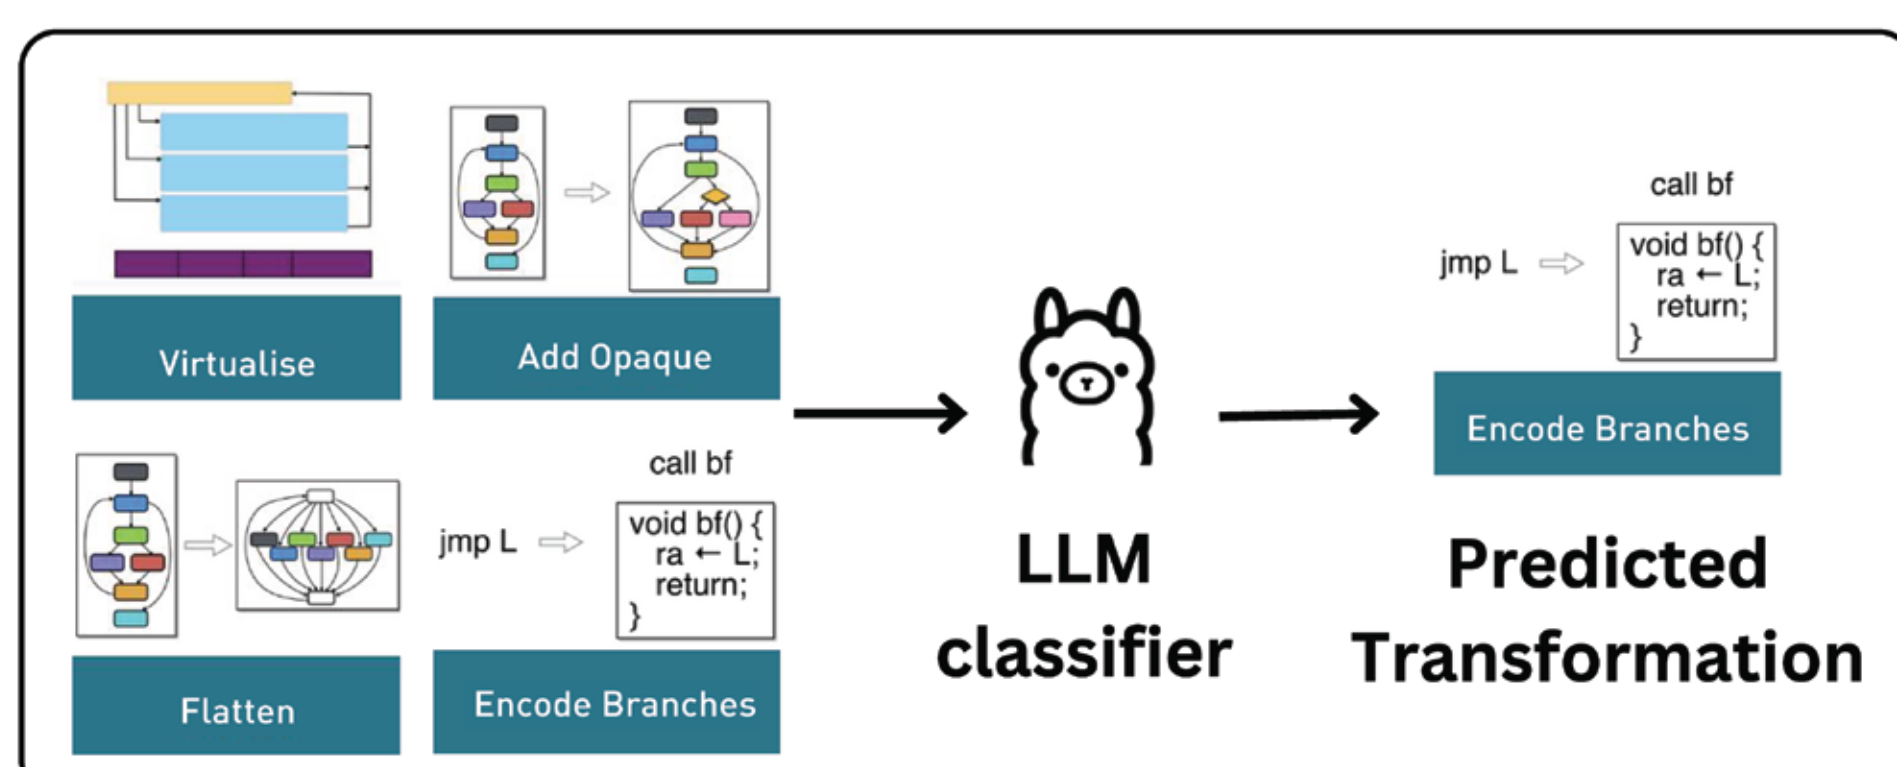 Virtualise
Add Opaque
Flatten
call bf
jmp L
void bf() {
ra ← L;
return;
}
Encode Branches
LLM
classifier
call bf
jmp L
void bf() {
ra ← L;
return;
}
Encode Branches
Predicted
Transformation